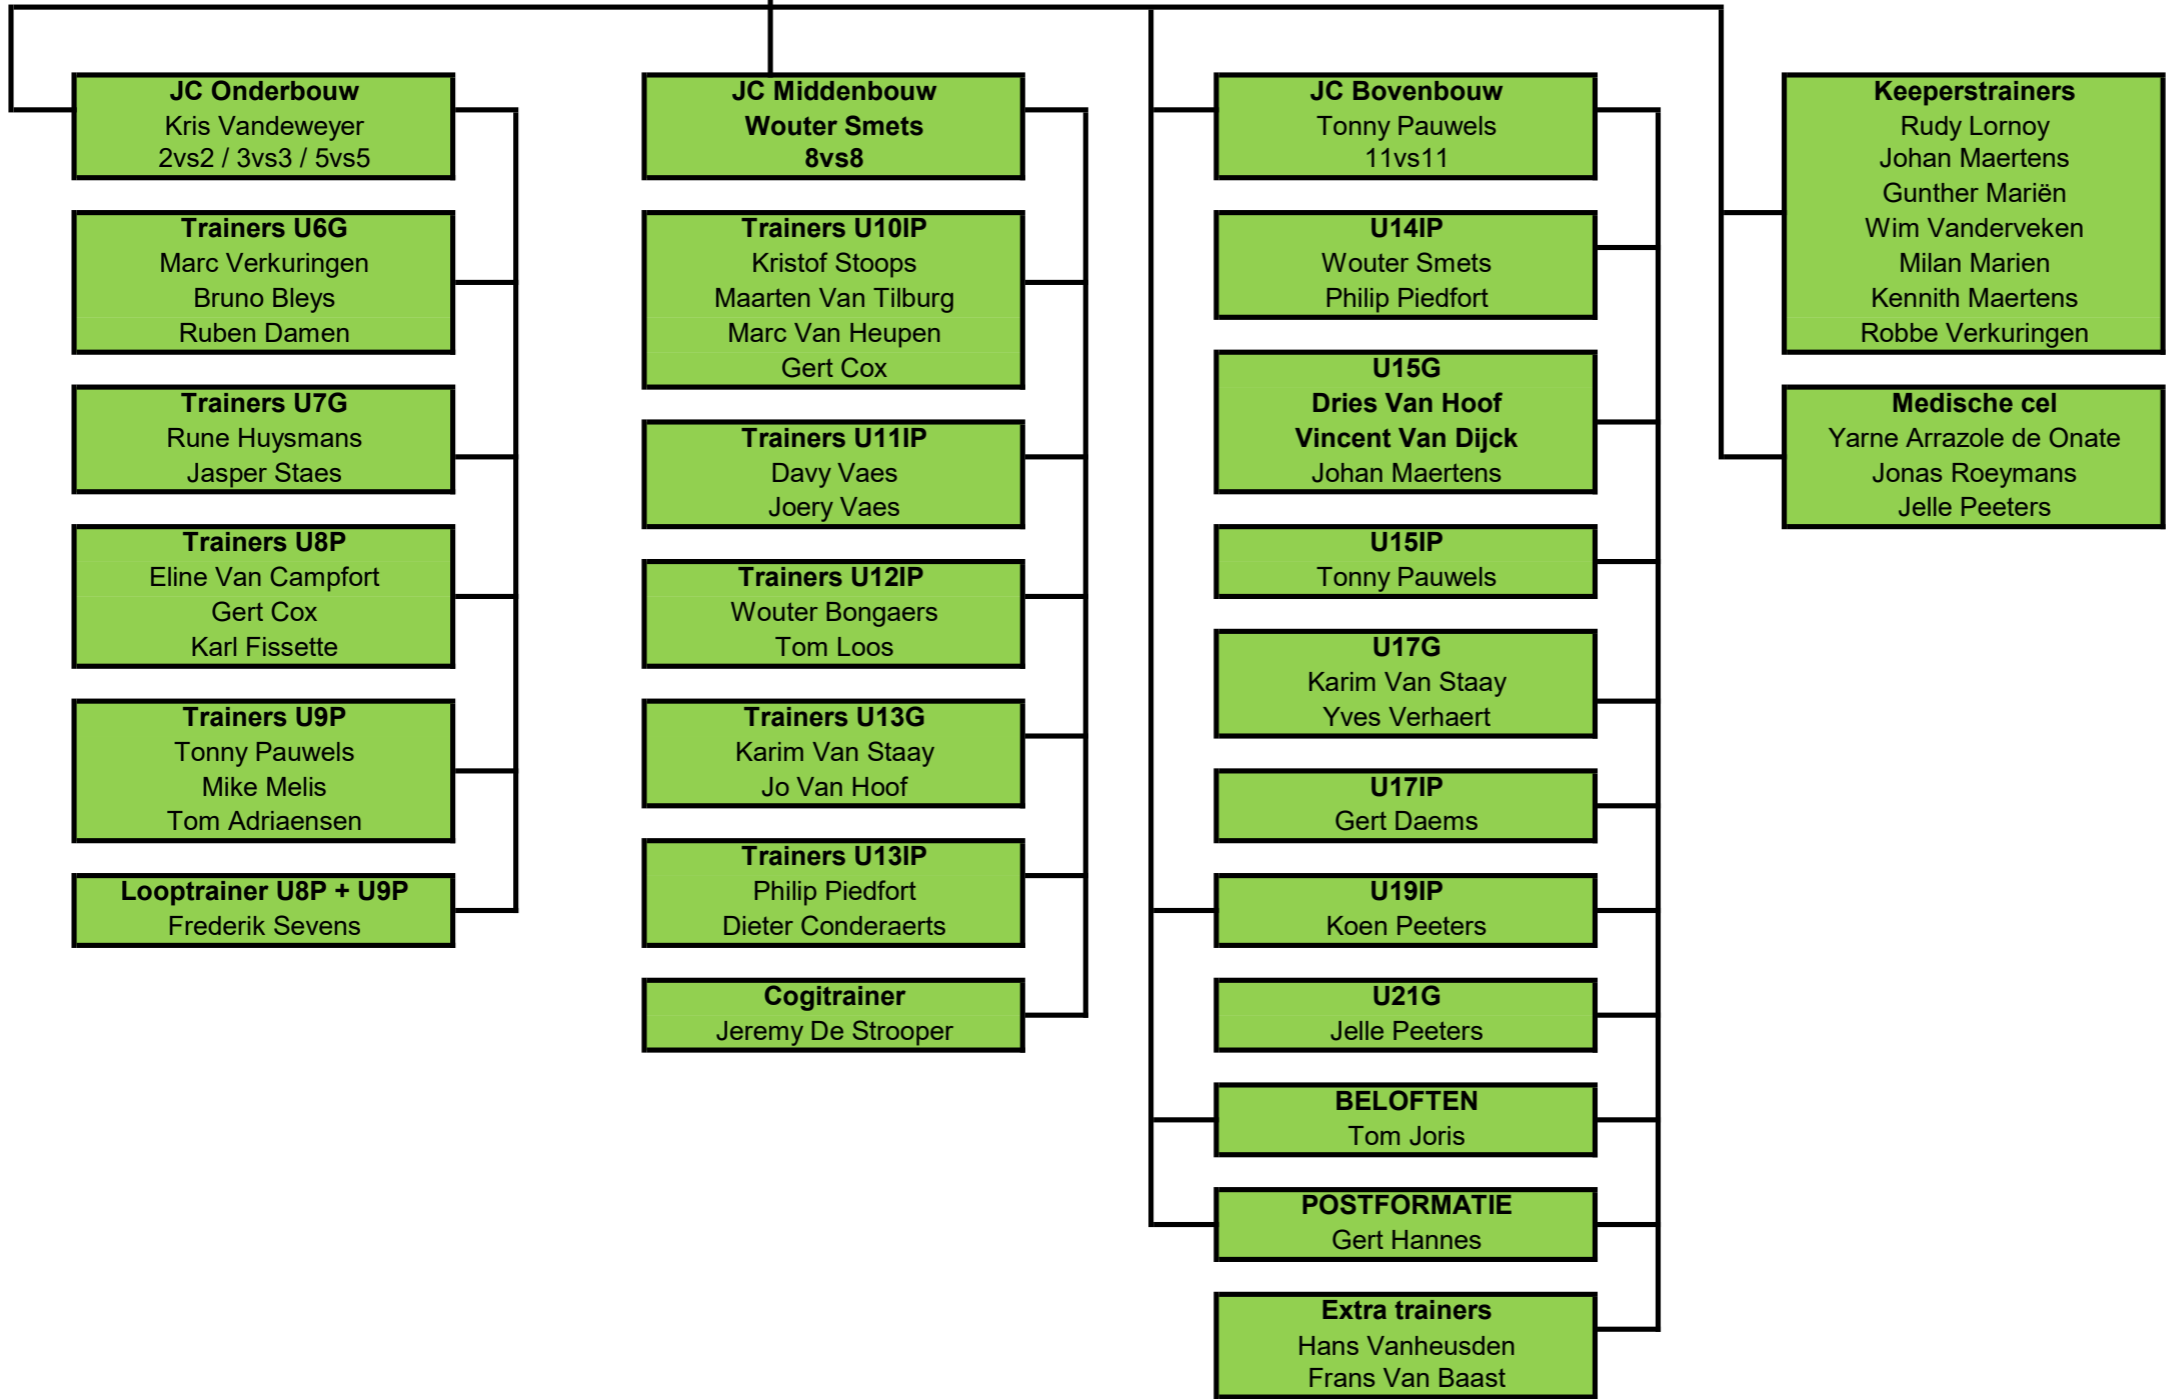 JC Onderbouw
Kris Vandeweyer
2vs2 / 3vs3 / 5vs5
Trainers U6G
Marc Verkuringen
Bruno Bleys
Ruben Damen
Trainers U7G
Rune Huysmans
Jasper Staes
Trainers U8P
Eline Van Campfort
Gert Cox
Karl Fissette
Trainers U9P
Tonny Pauwels
Mike Melis
Tom Adriaensen
Looptrainer U8P + U9P
Frederik Sevens
JC Middenbouw
Wouter Smets
8vs8
Trainers U10IP
Kristof Stoops
Maarten Van Tilburg
Marc Van Heupen
Gert Cox
Trainers U11IP
Davy Vaes
Joery Vaes
Trainers U12IP
Wouter Bongaers
Tom Loos
Trainers U13G
Karim Van Staay
Jo Van Hoof
Trainers U13IP
Philip Piedfort
Dieter Conderaerts
Cogitrainer
Jeremy De Strooper
JC Bovenbouw
Tonny Pauwels
11vs11
U14IP
Wouter Smets
Philip Piedfort
U15G
Dries Van Hoof
Vincent Van Dijck
Johan Maertens
U15IP
Tonny Pauwels
U17G
Karim Van Staay
Yves Verhaert
U17IP
Gert Daems
U19IP
Koen Peeters
U21G
Jelle Peeters
BELOFTEN
Tom Joris
POSTFORMATIE
Gert Hannes
Extra trainers
Hans Vanheusden
Frans Van Baast
Keeperstrainers
Rudy Lornoy
Johan Maertens
Gunther Mariën
Wim Vanderveken
Milan Marien
Kennith Maertens
Robbe Verkuringen
Medische cel
Yarne Arrazole de Onate
Jonas Roeymans
Jelle Peeters